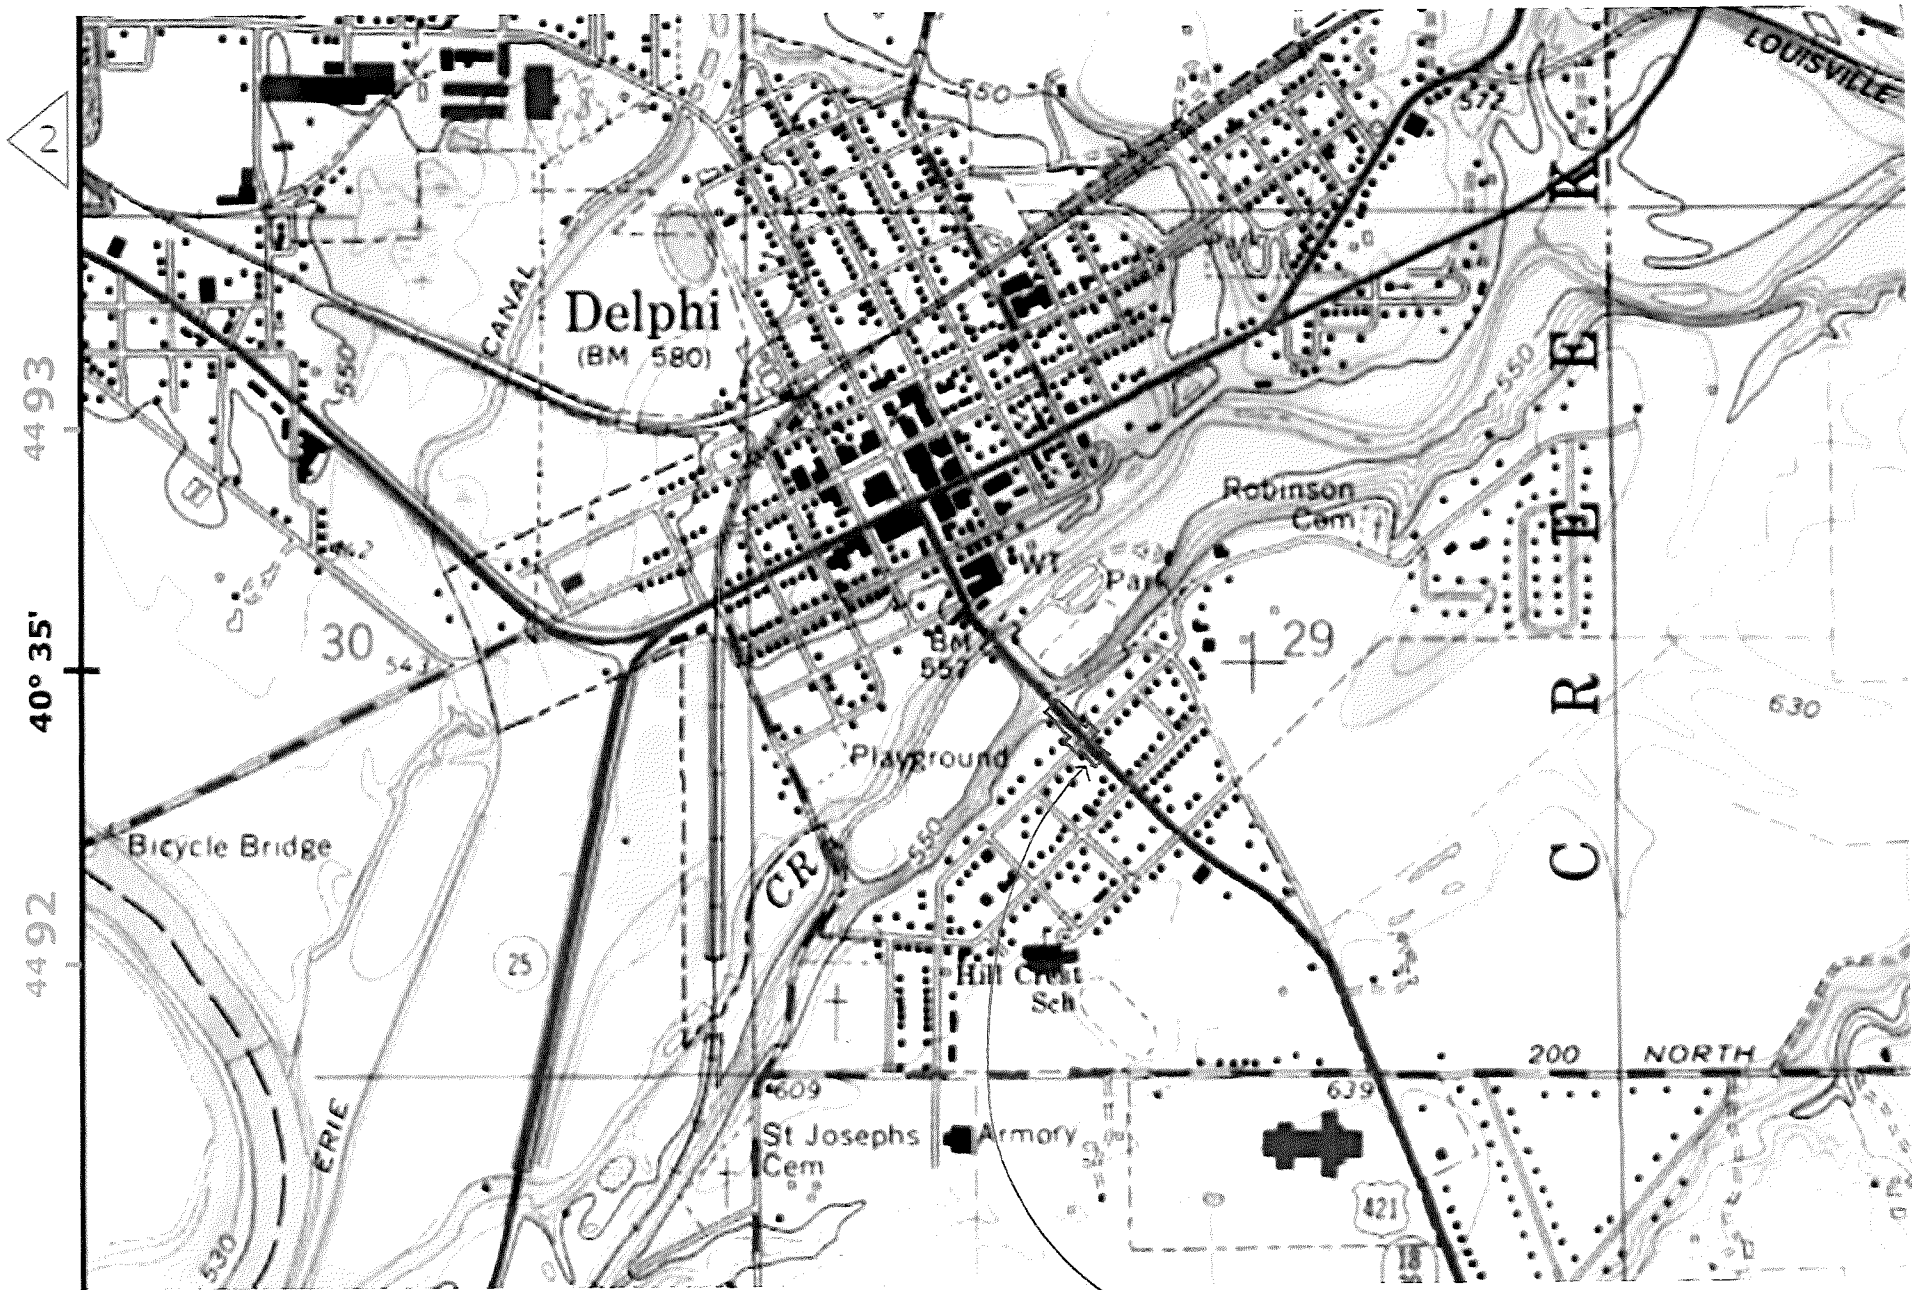 LOUISVILLE
2
550
577
CANAL
Delphi
(BM 580)
550
4493
550
Robinson
Cem
WT
Park
30
543
29
BM
557
40° 35'
630
Playground
Bicycle Bridge
550
CR
CREEK
25
4492
Hill Crest
Sch
200 NORTH
609
639
St Josephs
Cem
Armory
ERIE
421
530
18